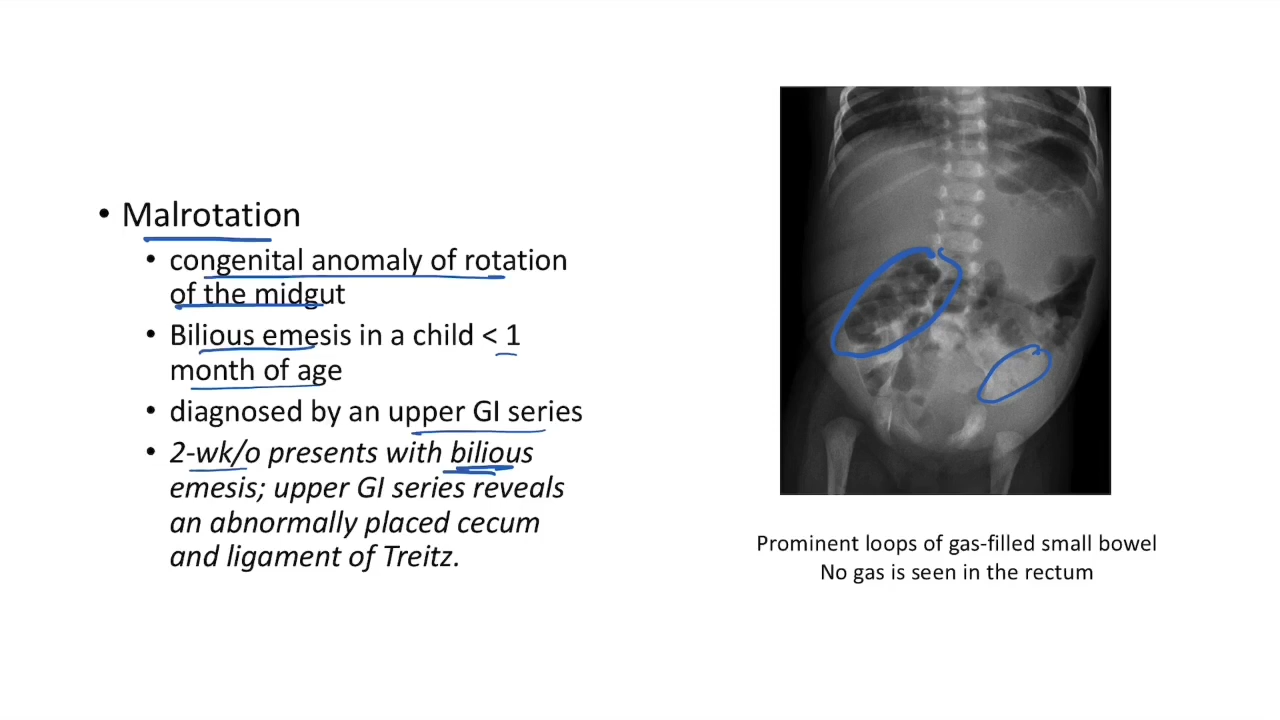 • Malrotation
• congenital anomaly of rotation
of the midgut
• Bilious emesis in a child < 1
month of age
• diagnosed by an upper GI series
• 2-wk/o presents with bilious
emesis; upper GI series reveals
an abnormally placed cecum
and ligament of Treitz.
Prominent loops of gas-filled small bowel
No gas is seen in the rectum